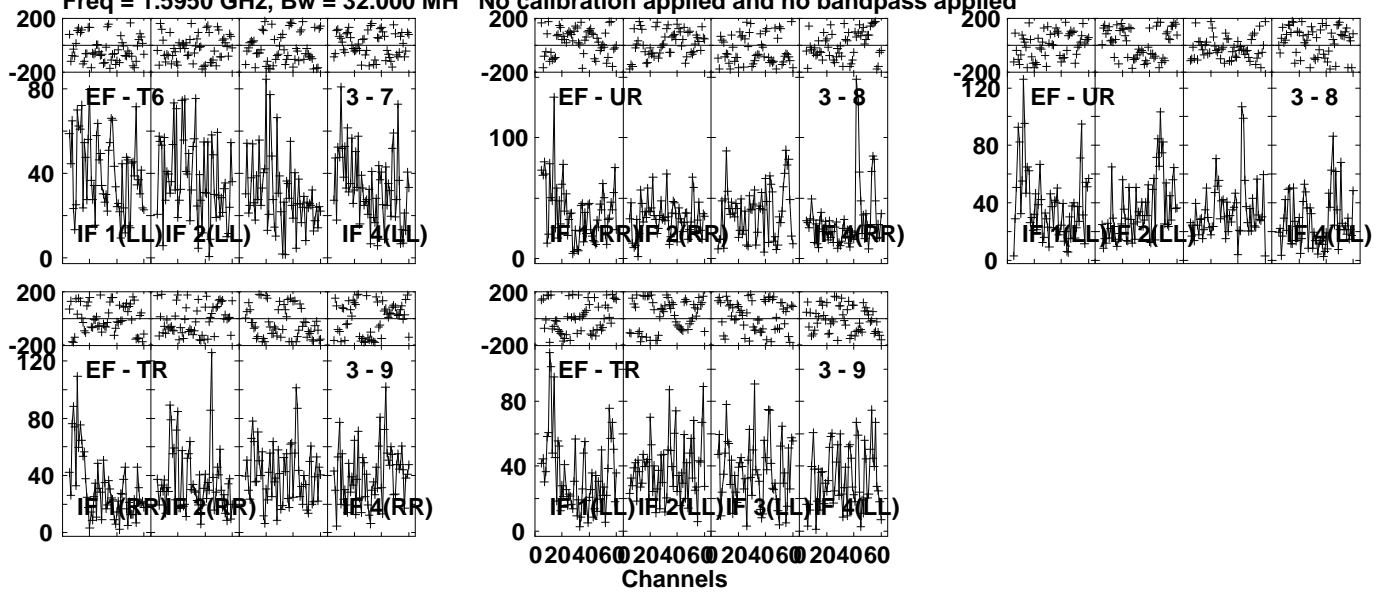 Freq = 1.5950 GHz, Bw = 32.000 MH No calibration applied and no bandpass applied
200 200 200
-200 -200 -200
80 EF - T6 3 - 7 EF - UR 3 - 8 120 EF - UR 3 - 8
100 80
40 40
IF 1(LL) IF 2(LL) IF 4(LL) IF 1(RR) IF 2(RR) IF 4(RR) IF 1(LL) IF 2(LL) IF 4(LL)
0 0 0
200 200
-200 -200
120 EF - TR 3 - 9 EF - TR 3 - 9
80 80
40 40
IF 1(RR) IF 2(RR) IF 4(RR) IF 1(LL) IF 2(LL) IF 3(LL) IF 4(LL)
0 0
0 20 40 60 0 20 40 60 0 20 40 60 0 20 40 60
Channels